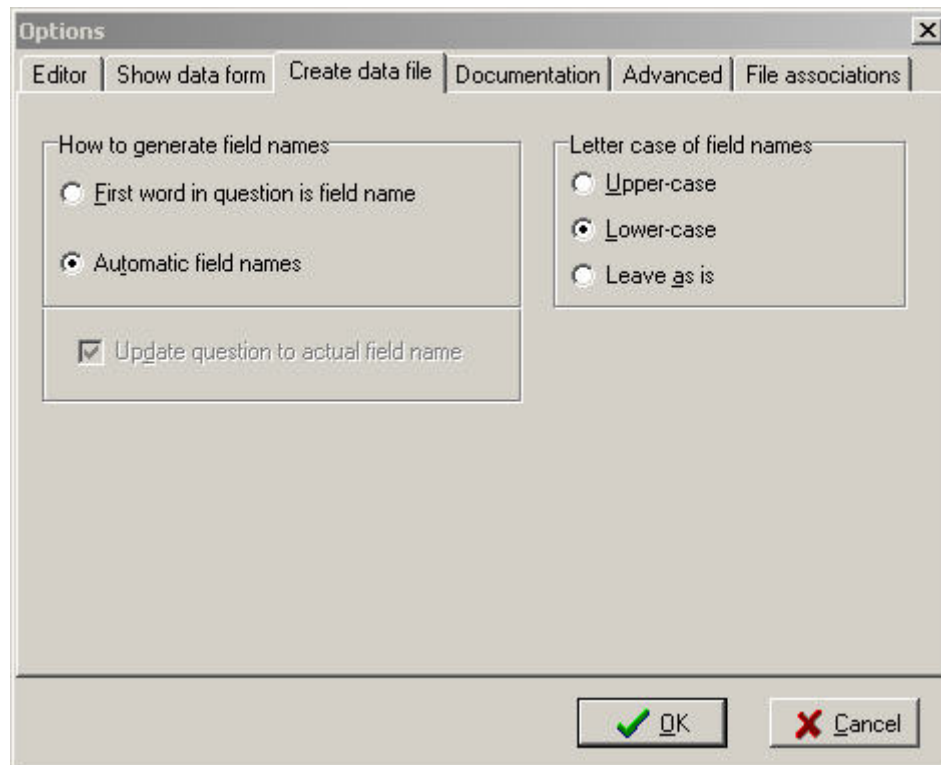 Options
Editor Show data form Create data file Documentation Advanced File associations
How to generate field names
First word in question is field name
Automatic field names
Update question to actual field name
Letter case of field names
Upper-case
Lower-case
Leave as is
OK Cancel